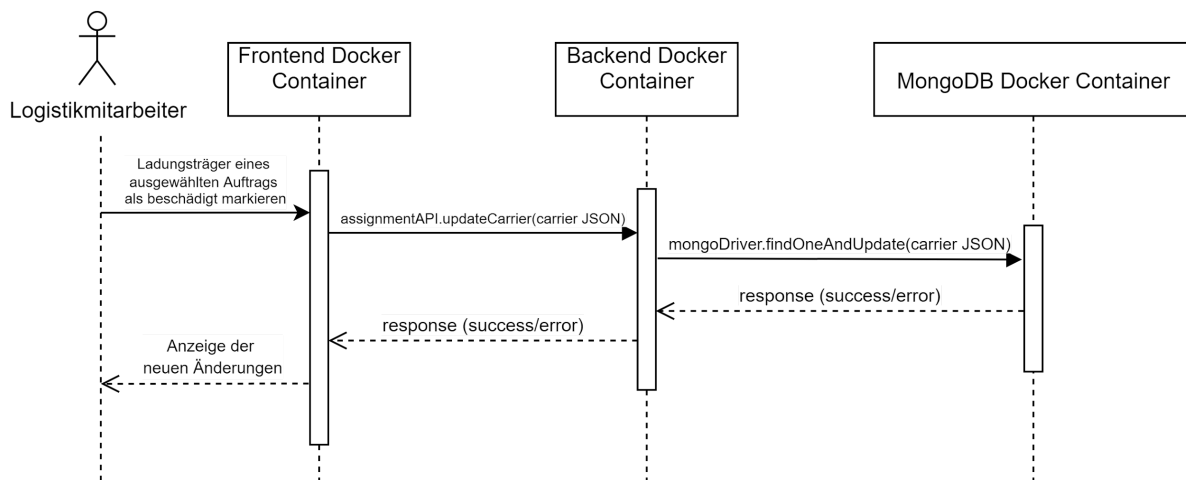 Logistikmitarbeiter
Frontend Docker
Container
Backend Docker
Container
MongoDB Docker Container
Ladungsträger eines
ausgewählten Auftrags
als beschädigt markieren
assignmentAPI.updateCarrier(carrier JSON)
mongoDriver.findOneAndUpdate(carrier JSON)
response (success/error)
response (success/error)
Anzeige der
neuen Änderungen